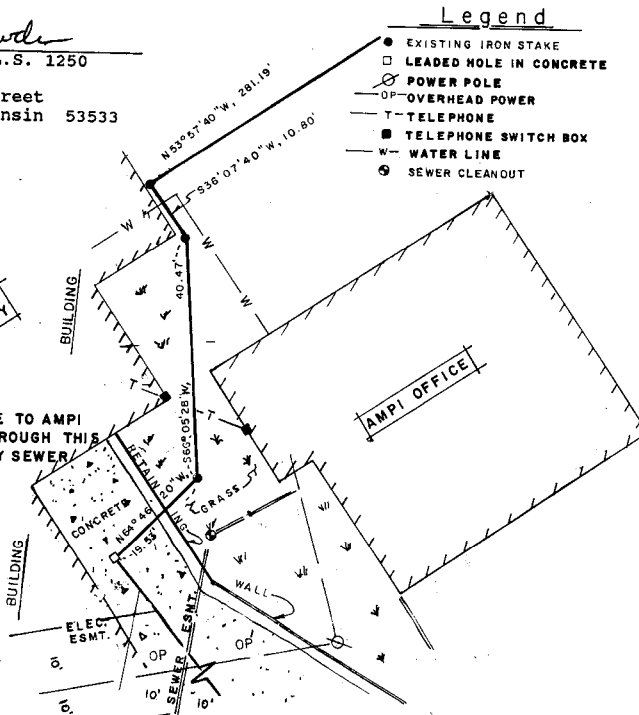 Legend
EXISTING IRON STAKE
LEADED HOLE IN CONCRETE
POWER POLE
OP OVERHEAD POWER
T TELEPHONE
TELEPHONE SWITCH BOX
W WATER LINE
SEWER CLEANOUT
.S. 1250
reet
nsin 53533
N53°57'40"W, 281.19'
S36°07'40"W, 10.80'
W
W
W
40.47'
S66°05'28"W,
BUILDING
Y
T
T
AMPI OFFICE
E TO AMPI
ROUGH THIS
Y SEWER
RETAINING
WALL
GRASS
CONCRETE
N64°46'20"W,
19.53'
BUILDING
ELEC.
ESMT.
SEWER ESMT.
OP
OP
10'
10'
10'
10'